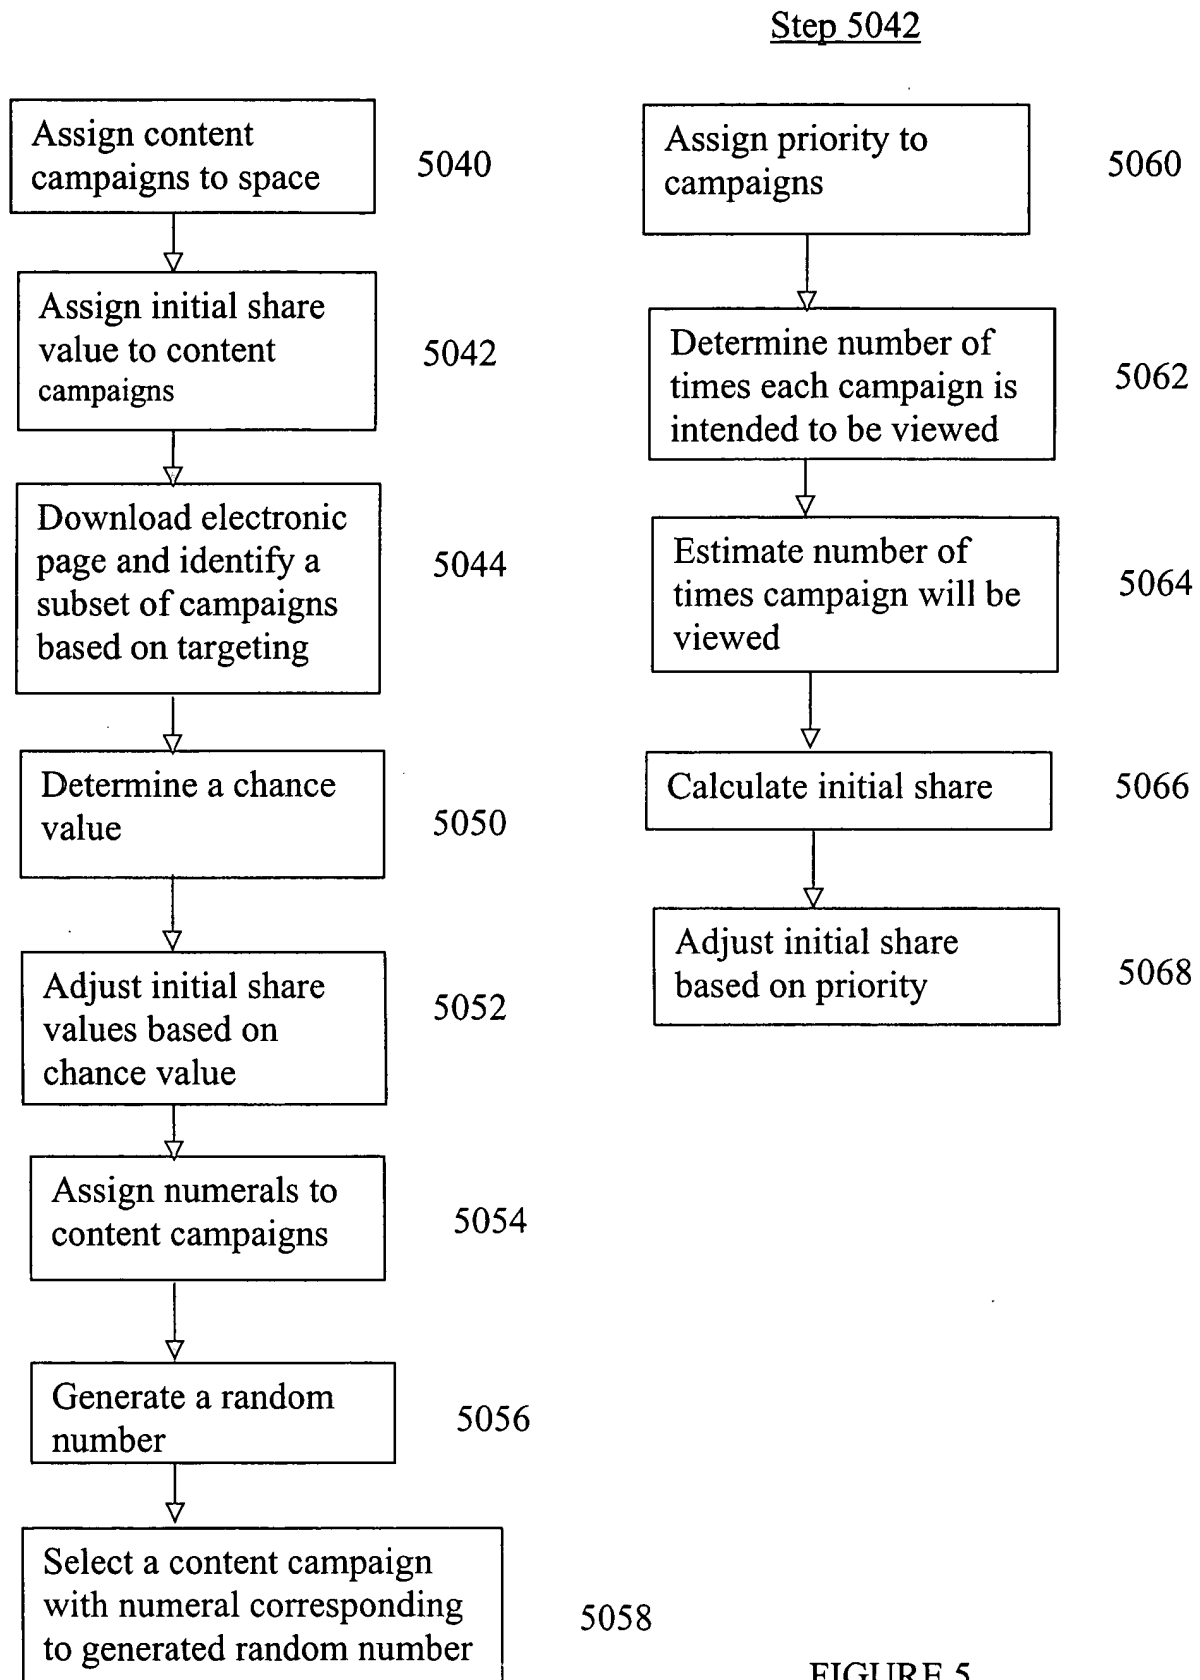 Step 5042
Assign content
campaigns to space
5040
Assign initial share
value to content
campaigns
5042
Download electronic
page and identify a
subset of campaigns
based on targeting
5044
Determine a chance
value
5050
Adjust initial share
values based on
chance value
5052
Assign numerals to
content campaigns
5054
Generate a random
number
5056
Select a content campaign
with numeral corresponding
to generated random number
5058
Assign priority to
campaigns
5060
Determine number of
times each campaign is
intended to be viewed
5062
Estimate number of
times campaign will be
viewed
5064
Calculate initial share
5066
Adjust initial share
based on priority
5068
FIGURE 5